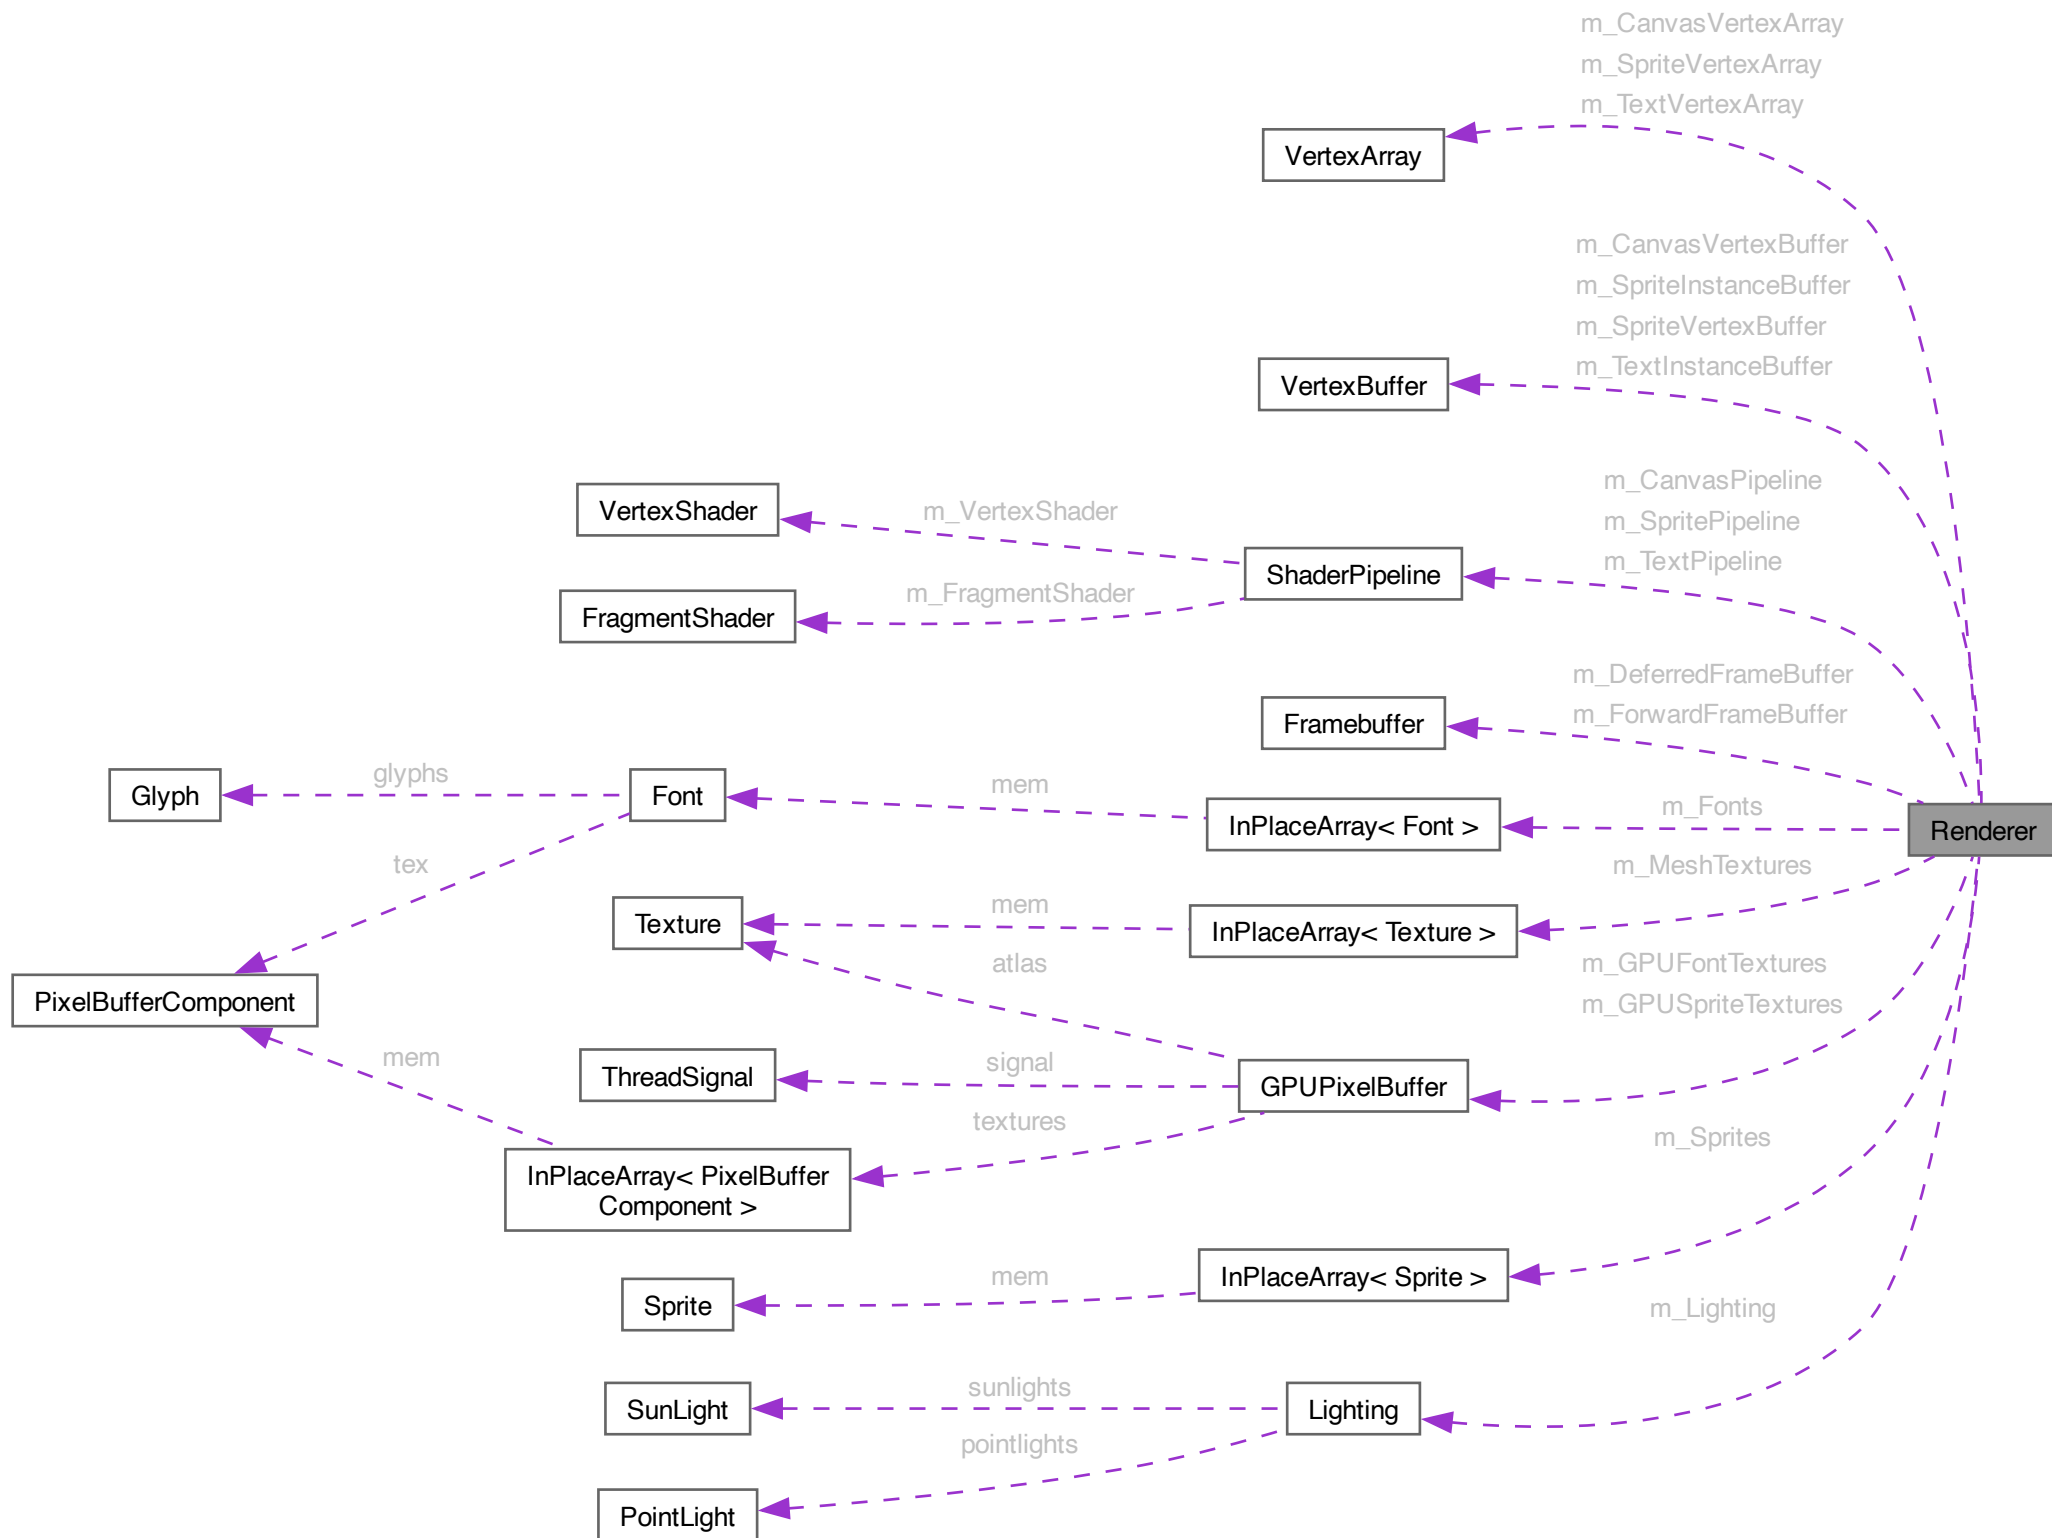 m_CanvasVertexArray
m_SpriteVertexArray
m_TextVertexArray
VertexArray
m_CanvasVertexBuffer
m_SpriteInstanceBuffer
m_SpriteVertexBuffer
m_TextInstanceBuffer
VertexBuffer
m_CanvasPipeline
m_SpritePipeline
m_TextPipeline
VertexShader
m_VertexShader
ShaderPipeline
FragmentShader
m_FragmentShader
m_DeferredFrameBuffer
m_ForwardFrameBuffer
Framebuffer
Glyph
glyphs
Font
mem
InPlaceArray< Font >
m_Fonts
Renderer
tex
m_MeshTextures
Texture
mem
InPlaceArray< Texture >
atlas
m_GPUFontTextures
m_GPUSpriteTextures
PixelBufferComponent
mem
ThreadSignal
signal
GPUPixelBuffer
textures
m_Sprites
InPlaceArray< PixelBuffer
Component >
Sprite
mem
InPlaceArray< Sprite >
m_Lighting
SunLight
sunlights
Lighting
pointlights
PointLight